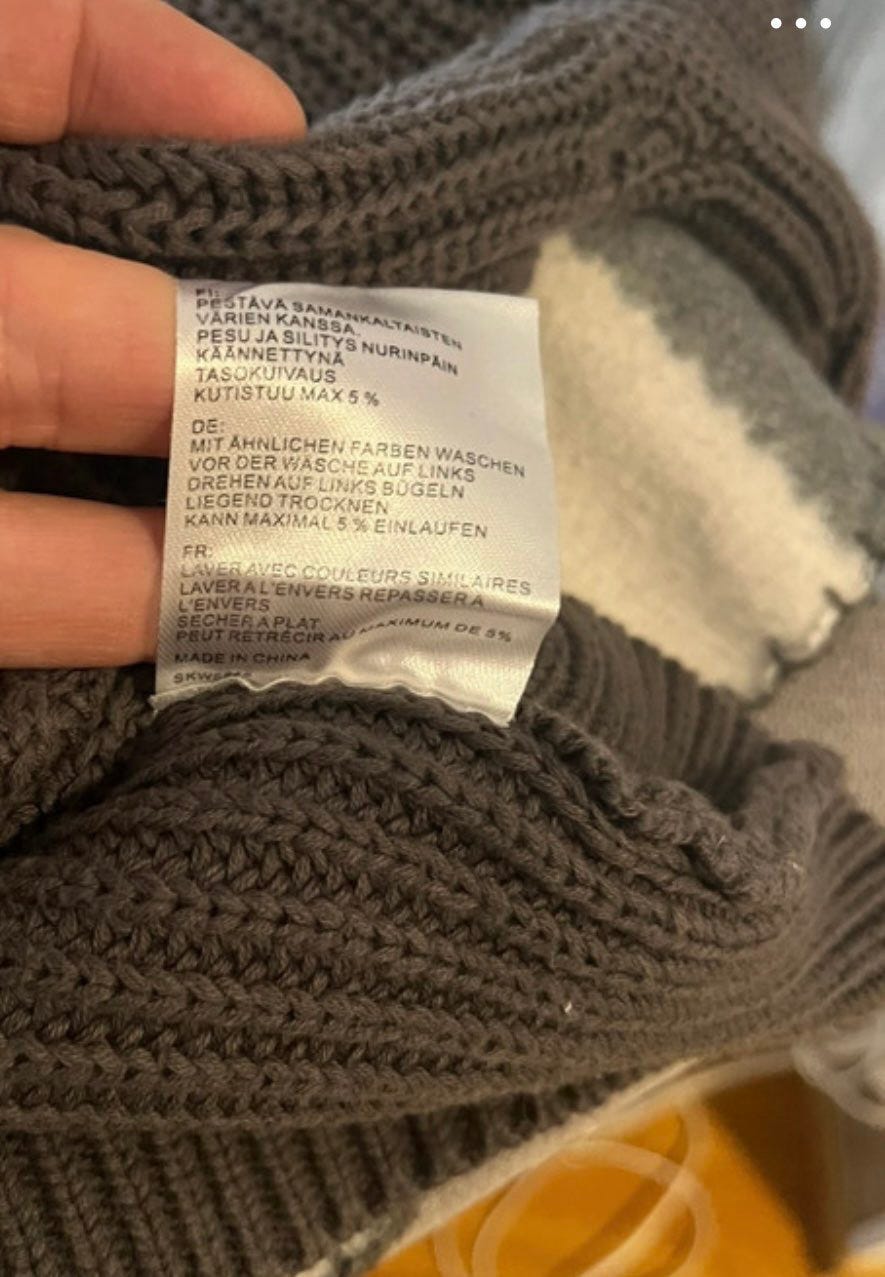 FI:
PESTÄVÄ SAMANKALTAISTEN
VÄRIEN KANSSA.
PESU JA SILITYS NURINPÄIN
KÄÄNNETTYNÄ
TASOKUIVAUS
KUTISTUU MAX 5 %
DE:
MIT ÄHNLICHEN FARBEN WASCHEN
VOR DER WÄSCHE AUF LINKS
DREHEN AUF LINKS BÜGELN
LIEGEND TROCKNEN
KANN MAXIMAL 5 % EINLAUFEN
FR:
LAVER AVEC COULEURS SIMILAIRES
LAVER A L'ENVERS REPASSER A
L'ENVERS
SECHER A PLAT
PEUT RETRÉCIR AU MAXIMUM DE 5%
MADE IN CHINA